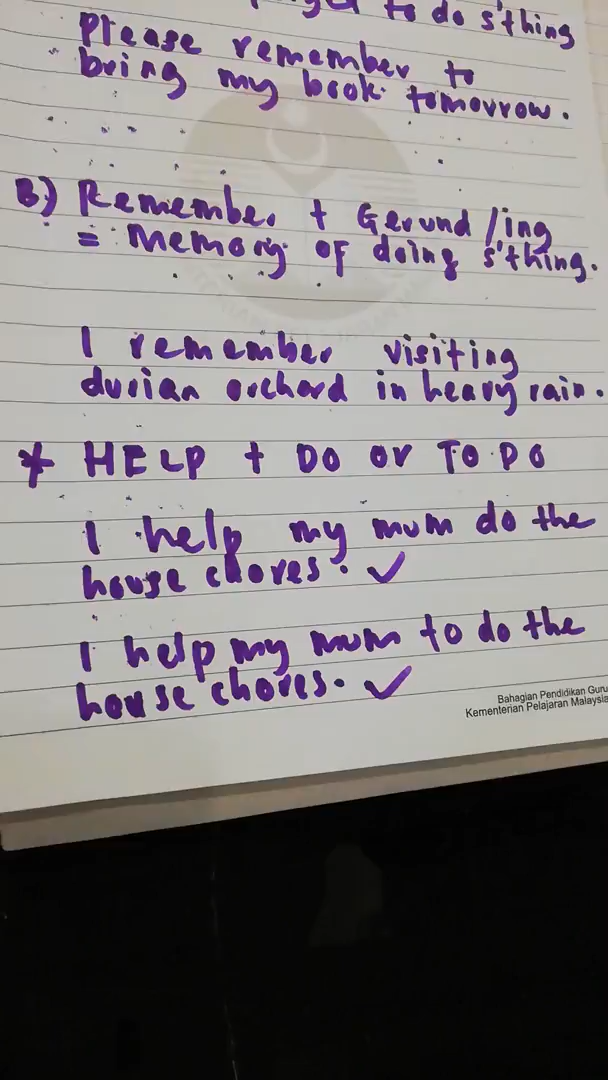 to do s'thing
please remember to
bring my book tomorrow.
B) Remember + Gerund /ing
= Memory of doing s'thing.
I remember visiting
durian orchard in heavy rain.
* HELP + DO OR TO DO
I help my mum do the
house chores. ✓
I help my mum to do the
house chores. ✓
Bahagian Pendidikan Guru
Kementerian Pelajaran Malaysia